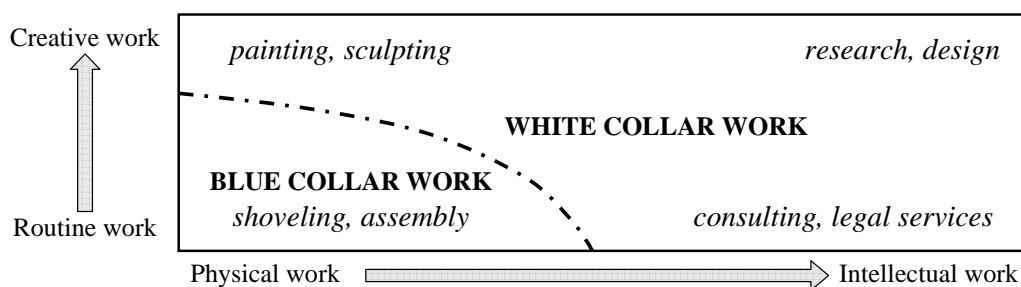 Creative work
painting, sculpting
research, design
WHITE COLLAR WORK
BLUE COLLAR WORK
shoveling, assembly
consulting, legal services
Routine work
Physical work
Intellectual work